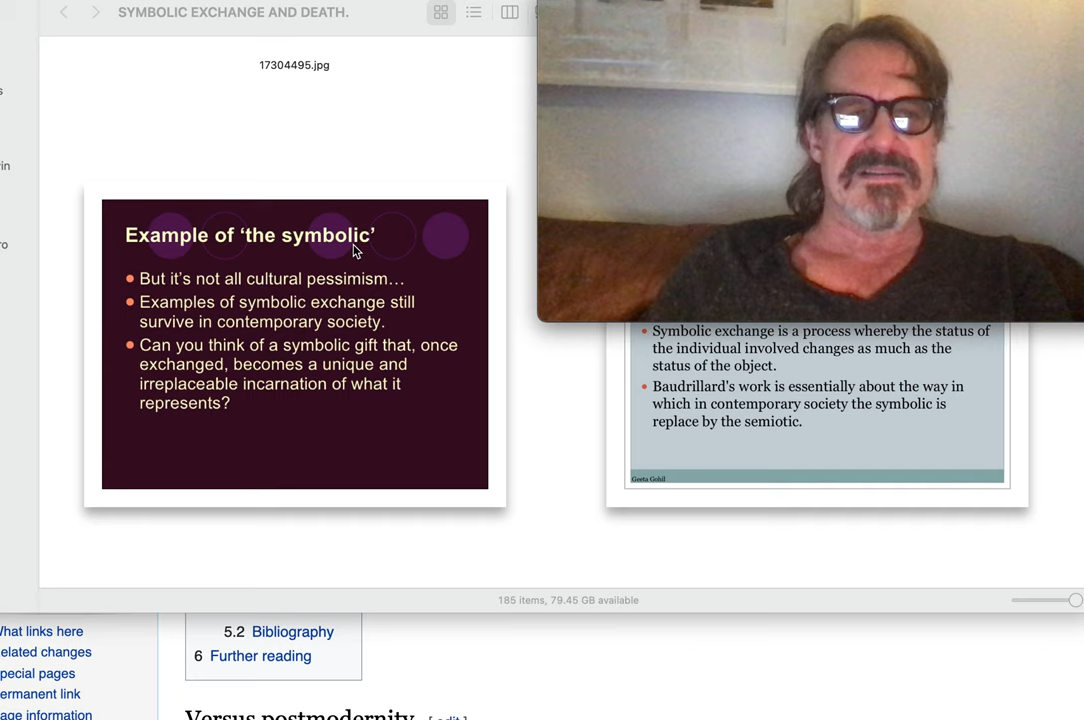 SYMBOLIC EXCHANGE AND DEATH.
17304495.jpg
Example of ‘the symbolic’
• But it’s not all cultural pessimism…
• Examples of symbolic exchange still
survive in contemporary society.
• Can you think of a symbolic gift that, once
exchanged, becomes a unique and
irreplaceable incarnation of what it
represents?
• Symbolic exchange is a process whereby the status of
the individual involved changes as much as the
status of the object.
• Baudrillard's work is essentially about the way in
which in contemporary society the symbolic is
replace by the semiotic.
Geeta Gohil
185 items, 79.45 GB available
What links here
elated changes
pecial pages
ermanent link
age information
5.2 Bibliography
6 Further reading
Versus postmodernity [ edit ]